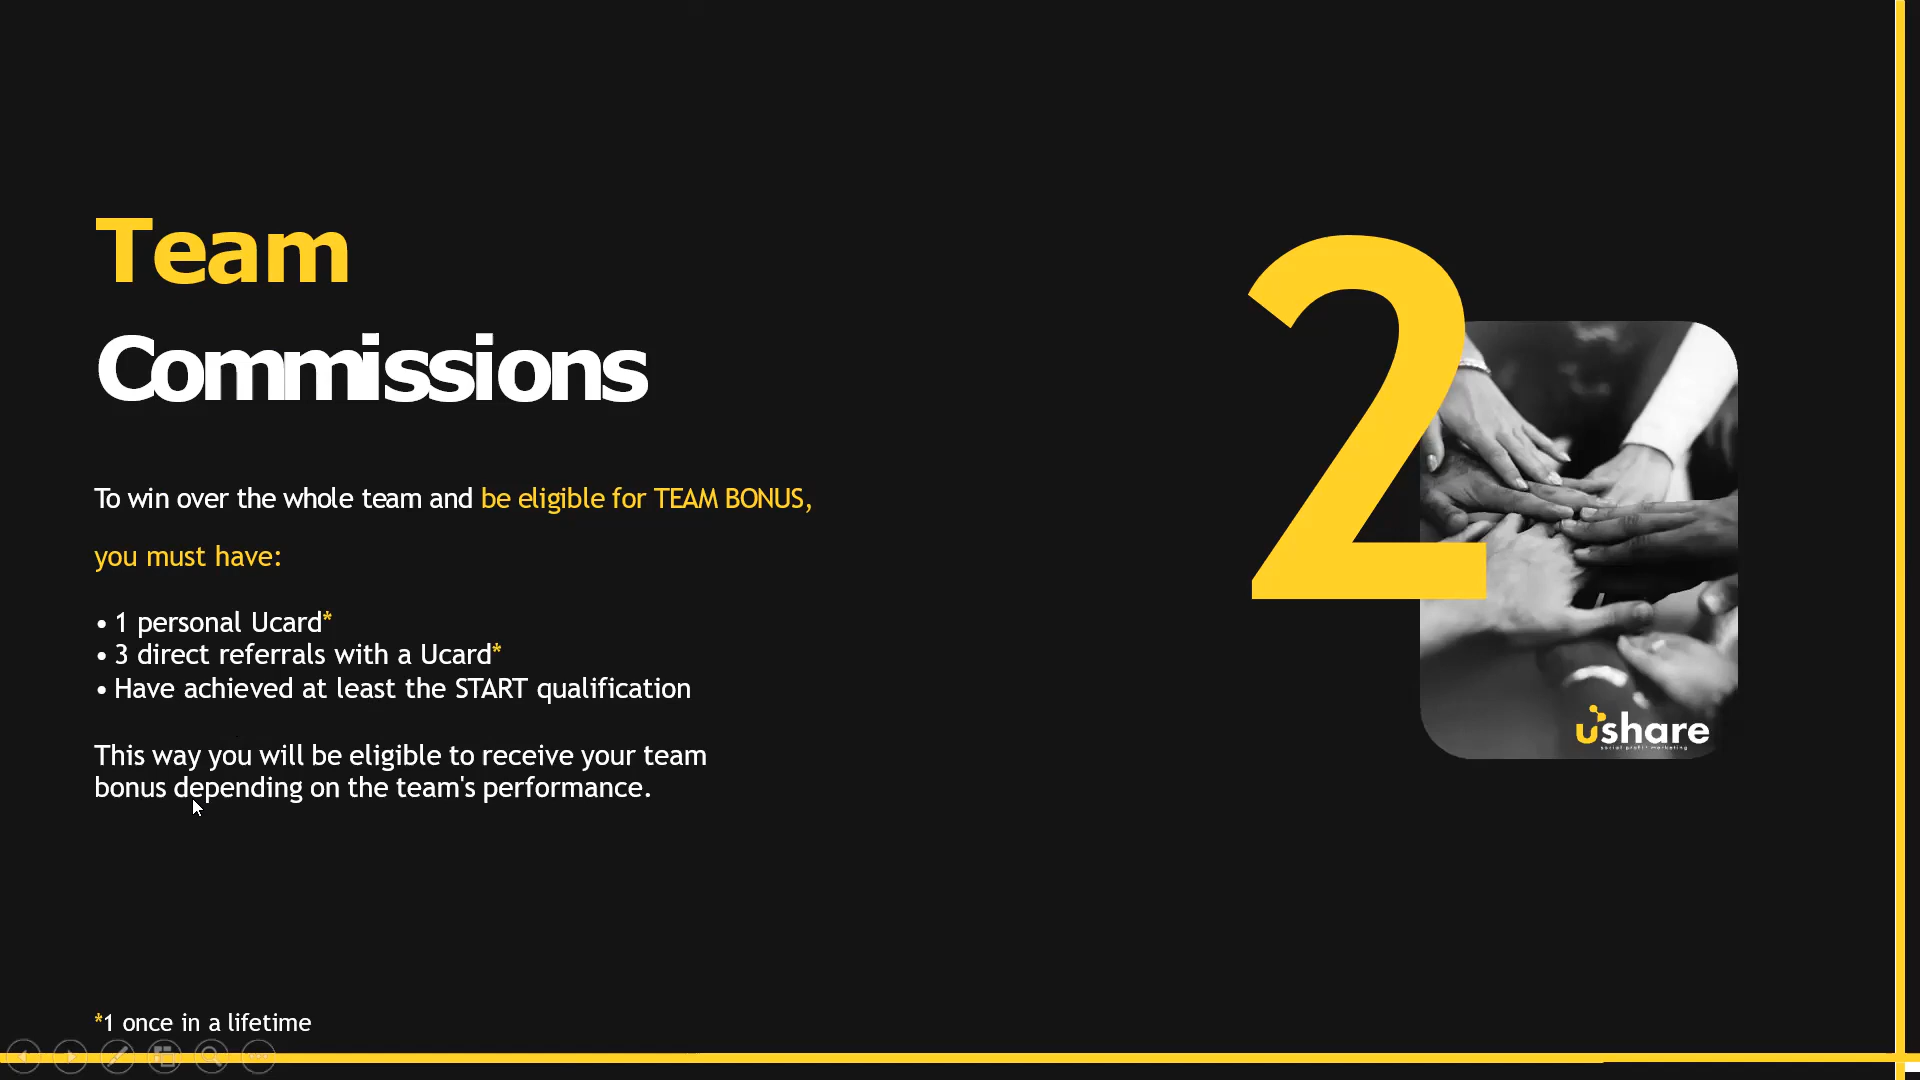 Team
Commissions
2
To win over the whole team and be eligible for TEAM BONUS,
you must have:
• 1 personal Ucard*
• 3 direct referrals with a Ucard*
• Have achieved at least the START qualification
This way you will be eligible to receive your team
bonus depending on the team's performance.
ushare
social profit marketing
*1 once in a lifetime